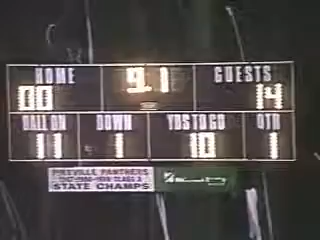 HOME 9.1 GUESTS
00 14
BALL ON DOWN YDS TO GO QTR
11 1 10 1
PIKEVILLE PANTHERS
STATE CHAMPS